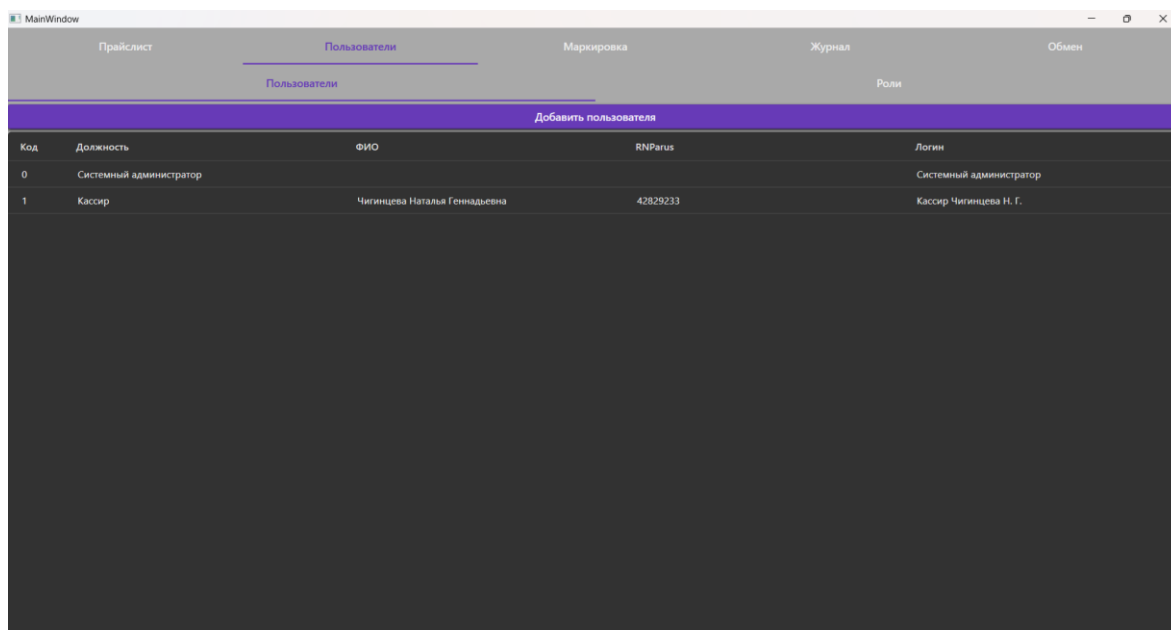 MainWindow
Прайслист Пользователи Маркировка Журнал Обмен
Пользователи Роли
Добавить пользователя
Код Должность ФИО RNParus Логин
0 Системный администратор Системный администратор
1 Кассир Чигинцева Наталья Геннадьевна 42829233 Кассир Чигинцева Н. Г.